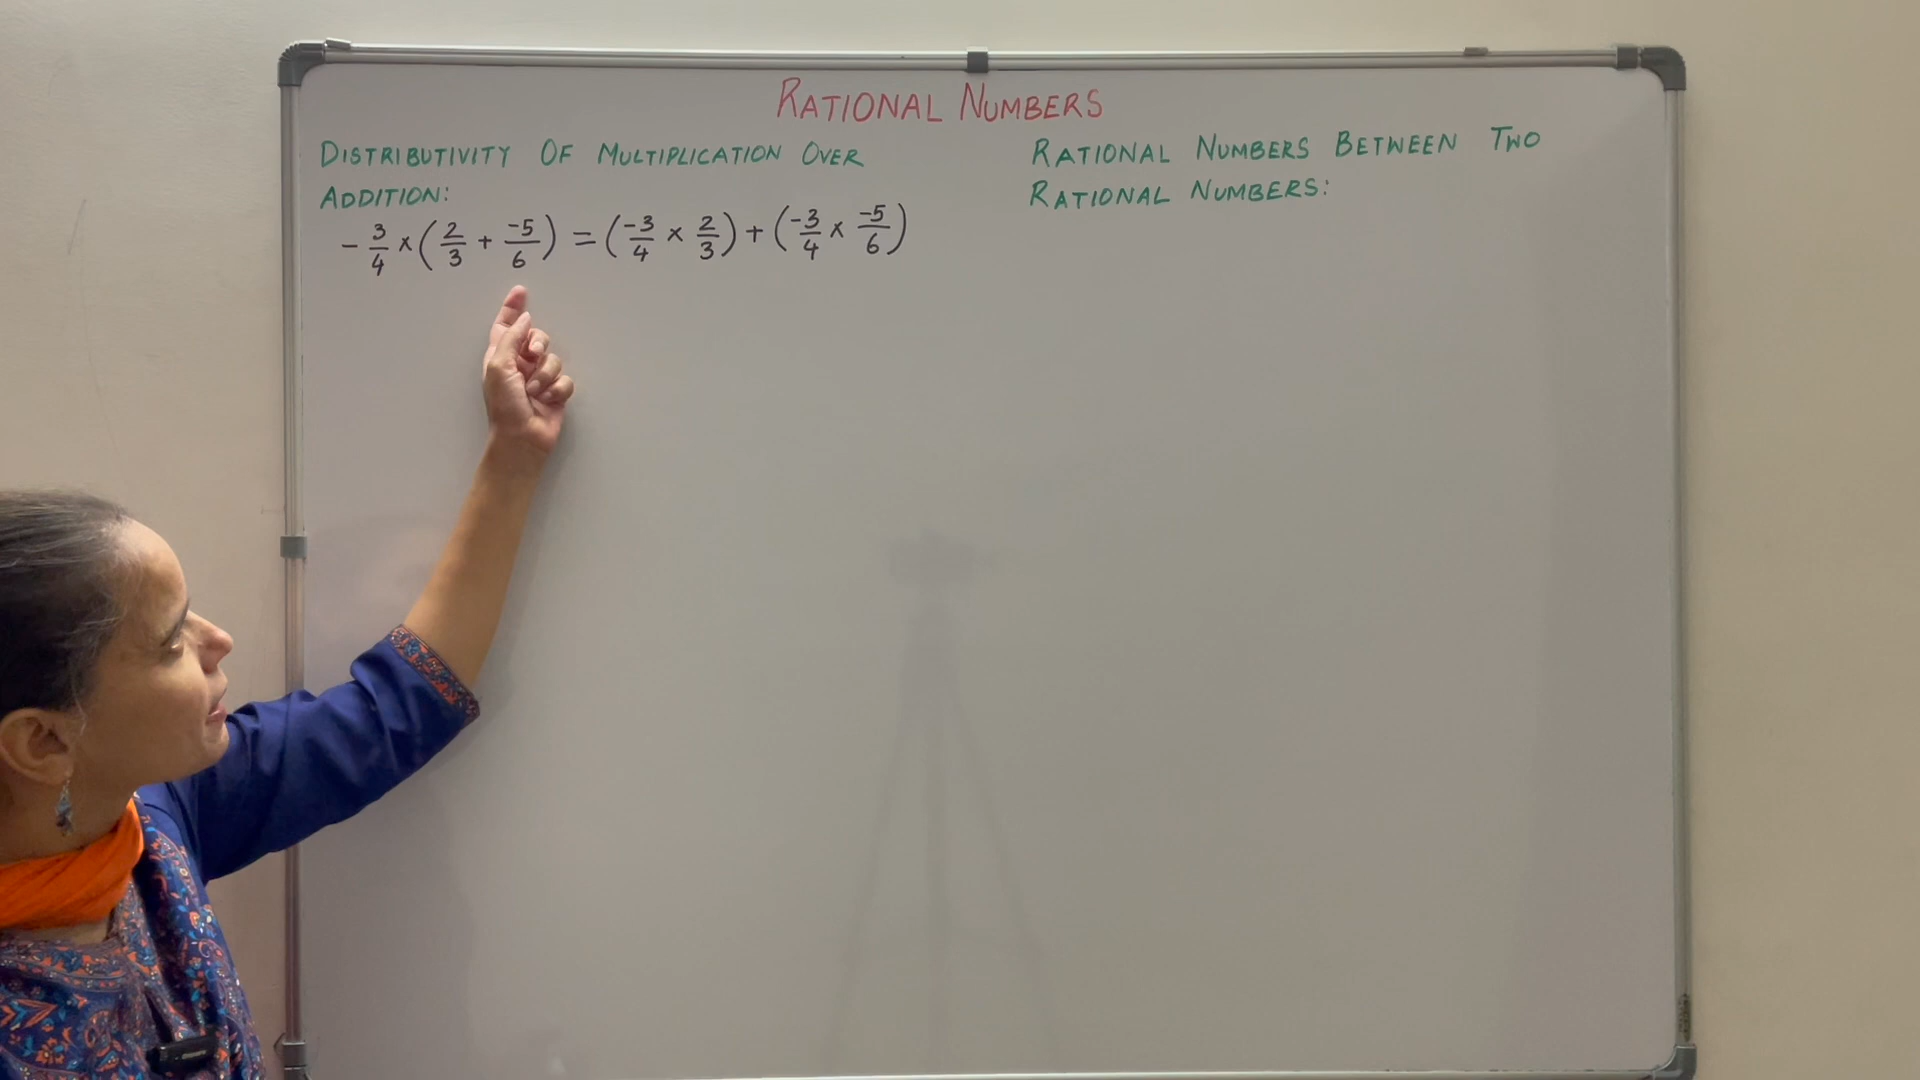 RATIONAL NUMBERS
DISTRIBUTIVITY OF MULTIPLICATION OVER
ADDITION:
- 3/4 × (2/3 + -5/6) = (-3/4 × 2/3) + (-3/4 × -5/6)
RATIONAL NUMBERS BETWEEN TWO
RATIONAL NUMBERS: